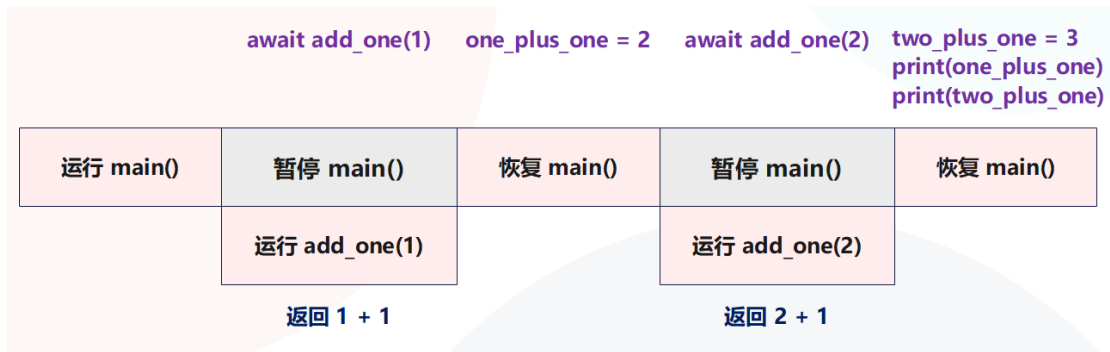 await add_one(1)
one_plus_one = 2
await add_one(2)
two_plus_one = 3
print(one_plus_one)
print(two_plus_one)
运行 main()
暂停 main()
恢复 main()
暂停 main()
恢复 main()
运行 add_one(1)
运行 add_one(2)
返回 1 + 1
返回 2 + 1